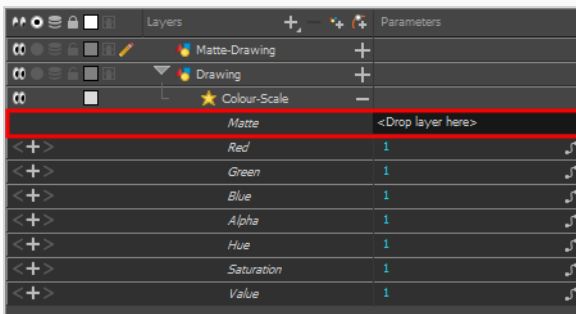 Layers Parameters
Matte-Drawing
Drawing
Colour-Scale
Matte <Drop layer here>
Red 1
Green 1
Blue 1
Alpha 1
Hue 1
Saturation 1
Value 1